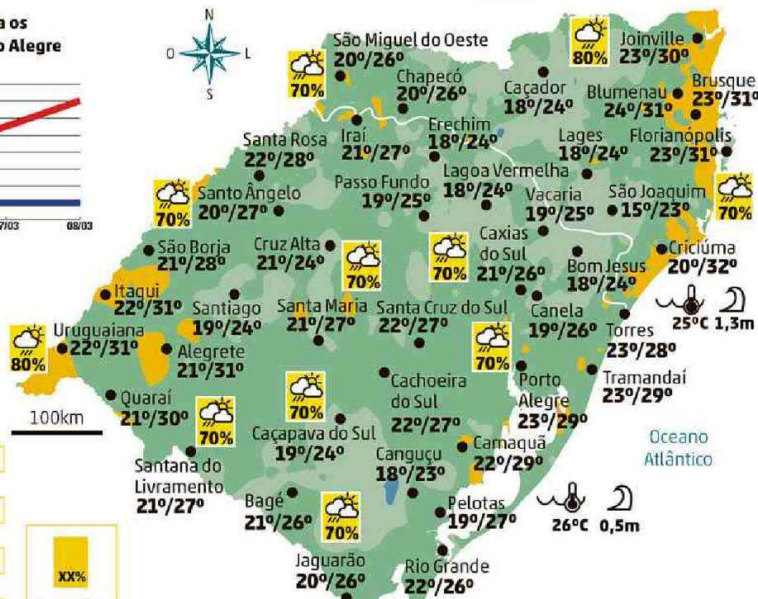 a os
o Alegre
7/03
08/03
N
O
L
S
70%
São Miguel do Oeste
20º/26º
Chapecó
20º/26º
80%
Joinville
23º/30º
Caçador
18º/24º
Blumenau
24º/31º
Brusque
23º/31º
Santa Rosa
22º/28º
Iraí
21º/27º
Erechim
18º/24º
Lages
18º/24º
Florianópolis
23º/31º
70%
Santo Ângelo
20º/27º
Passo Fundo
19º/25º
Lagoa Vermelha
18º/24º
Vacaria
19º/25º
São Joaquim
15º/23º
70%
São Borja
21º/28º
Cruz Alta
21º/24º
70%
70%
Caxias
do Sul
21º/26º
Bom Jesus
18º/24º
Criciúma
20º/32º
Itaqui
22º/31º
Santiago
19º/24º
Santa Maria
21º/27º
Santa Cruz do Sul
22º/27º
Canela
19º/26º
Torres
23º/28º
25ºC 1,3m
80%
Uruguaiana
22º/31º
Alegrete
21º/31º
70%
Cachoeira
do Sul
22º/27º
Porto
Alegre
23º/29º
Tramandaí
23º/29º
Quaraí
21º/30º
100km
70%
70%
Caçapava do Sul
19º/24º
Canguçu
18º/23º
Camaquã
22º/29º
Oceano
Atlântico
Santana do
Livramento
21º/27º
Bagé
21º/26º
70%
Pelotas
19º/27º
26ºC 0,5m
XX%
Jaguarão
20º/26º
Rio Grande
22º/26º